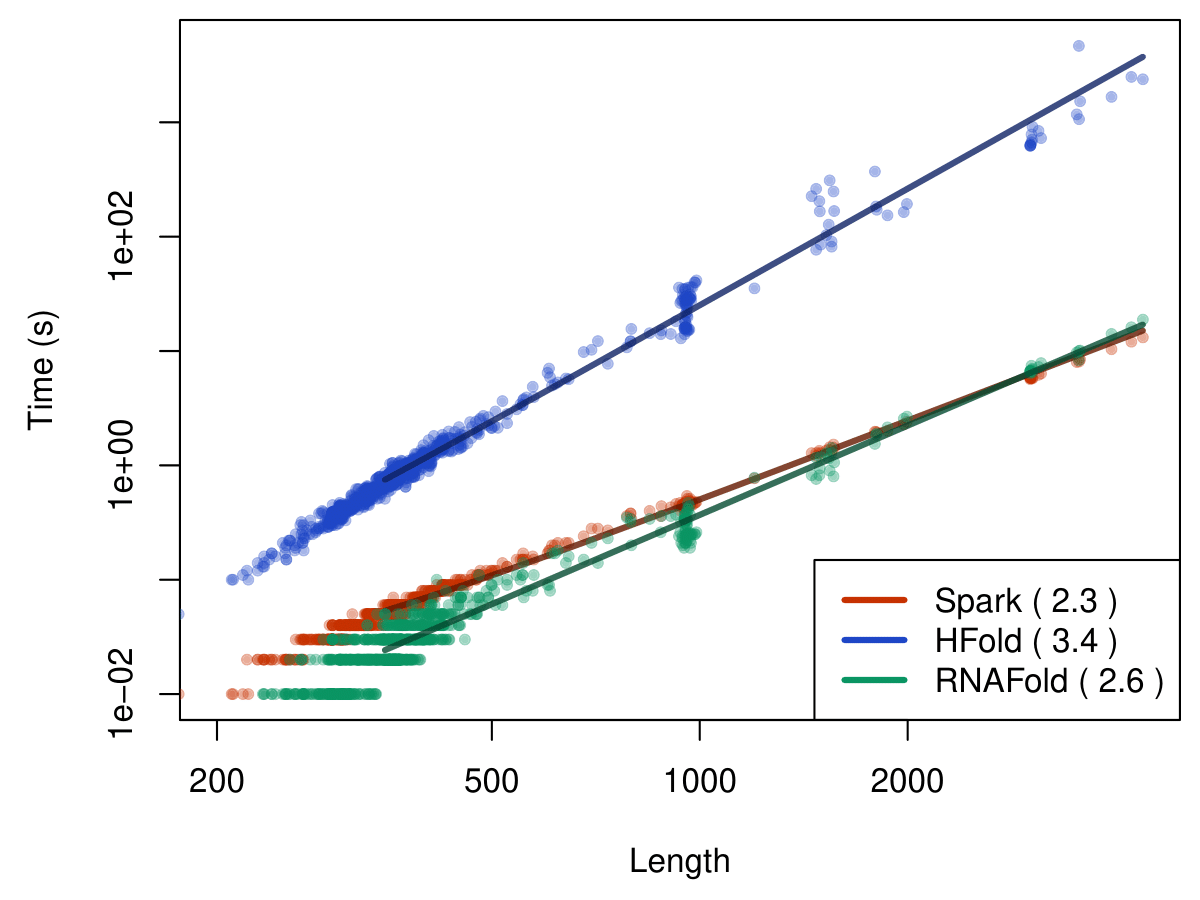 Time (s)
1e+02
1e+00
1e−02
200 500 1000 2000
Length
Spark ( 2.3 )
HFold ( 3.4 )
RNAFold ( 2.6 )